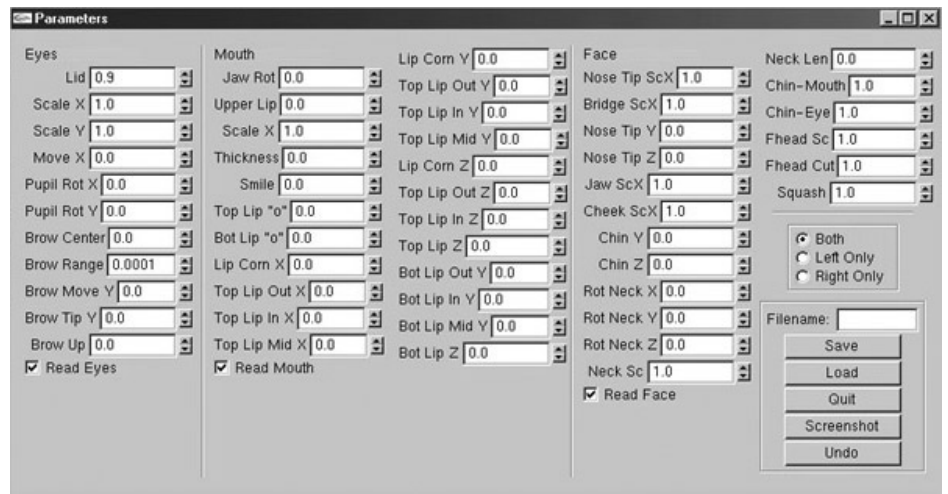 Parameters
Eyes
Lid 0.9
Scale X 1.0
Scale Y 1.0
Move X 0.0
Pupil Rot X 0.0
Pupil Rot Y 0.0
Brow Center 0.0
Brow Range 0.0001
Brow Move Y 0.0
Brow Tip Y 0.0
Brow Up 0.0
Read Eyes
Mouth
Jaw Rot 0.0
Upper Lip 0.0
Scale X 1.0
Thickness 0.0
Smile 0.0
Top Lip "o" 0.0
Bot Lip "o" 0.0
Lip Corn X 0.0
Top Lip Out X 0.0
Top Lip In X 0.0
Top Lip Mid X 0.0
Read Mouth
Lip Corn Y 0.0
Top Lip Out Y 0.0
Top Lip In Y 0.0
Top Lip Mid Y 0.0
Lip Corn Z 0.0
Top Lip Out Z 0.0
Top Lip In Z 0.0
Top Lip Z 0.0
Bot Lip Out Y 0.0
Bot Lip In Y 0.0
Bot Lip Mid Y 0.0
Bot Lip Z 0.0
Face
Nose Tip ScX 1.0
Bridge ScX 1.0
Nose Tip Y 0.0
Nose Tip Z 0.0
Jaw ScX 1.0
Cheek ScX 1.0
Chin Y 0.0
Chin Z 0.0
Rot Neck X 0.0
Rot Neck Y 0.0
Rot Neck Z 0.0
Neck Sc 1.0
Read Face
Neck Len 0.0
Chin-Mouth 1.0
Chin-Eye 1.0
Fhead Sc 1.0
Fhead Cut 1.0
Squash 1.0
Both
Left Only
Right Only
Filename:
Save
Load
Quit
Screenshot
Undo